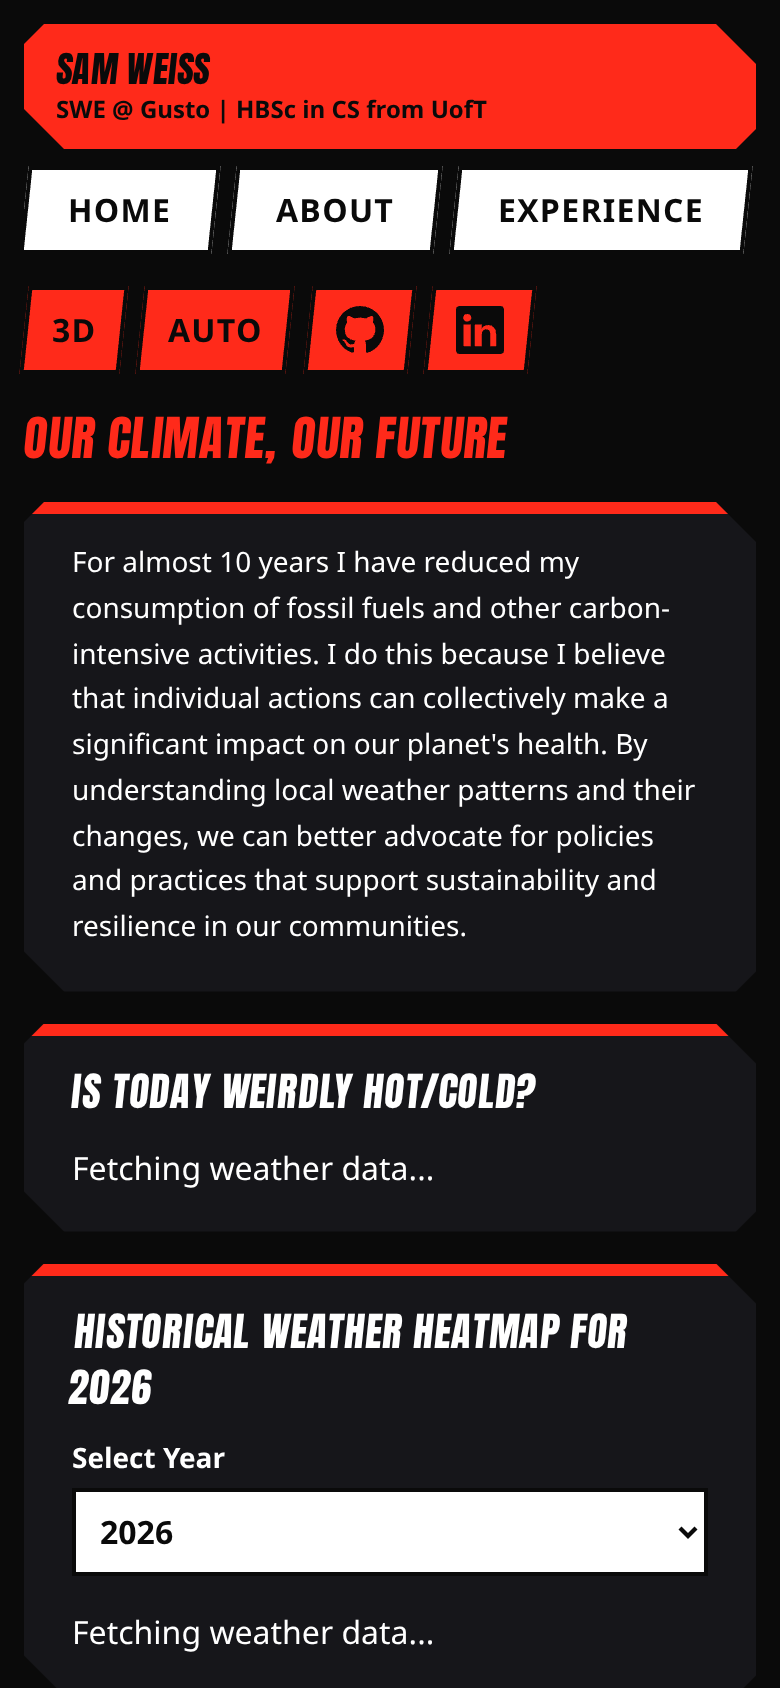 SAM WEISS
SWE @ Gusto | HBSc in CS from UofT
HOME ABOUT EXPERIENCE
3D AUTO in
OUR CLIMATE, OUR FUTURE
For almost 10 years I have reduced my
consumption of fossil fuels and other carbon-
intensive activities. I do this because I believe
that individual actions can collectively make a
significant impact on our planet's health. By
understanding local weather patterns and their
changes, we can better advocate for policies
and practices that support sustainability and
resilience in our communities.
IS TODAY WEIRDLY HOT/COLD?
Fetching weather data...
HISTORICAL WEATHER HEATMAP FOR
2026
Select Year
2026
Fetching weather data...